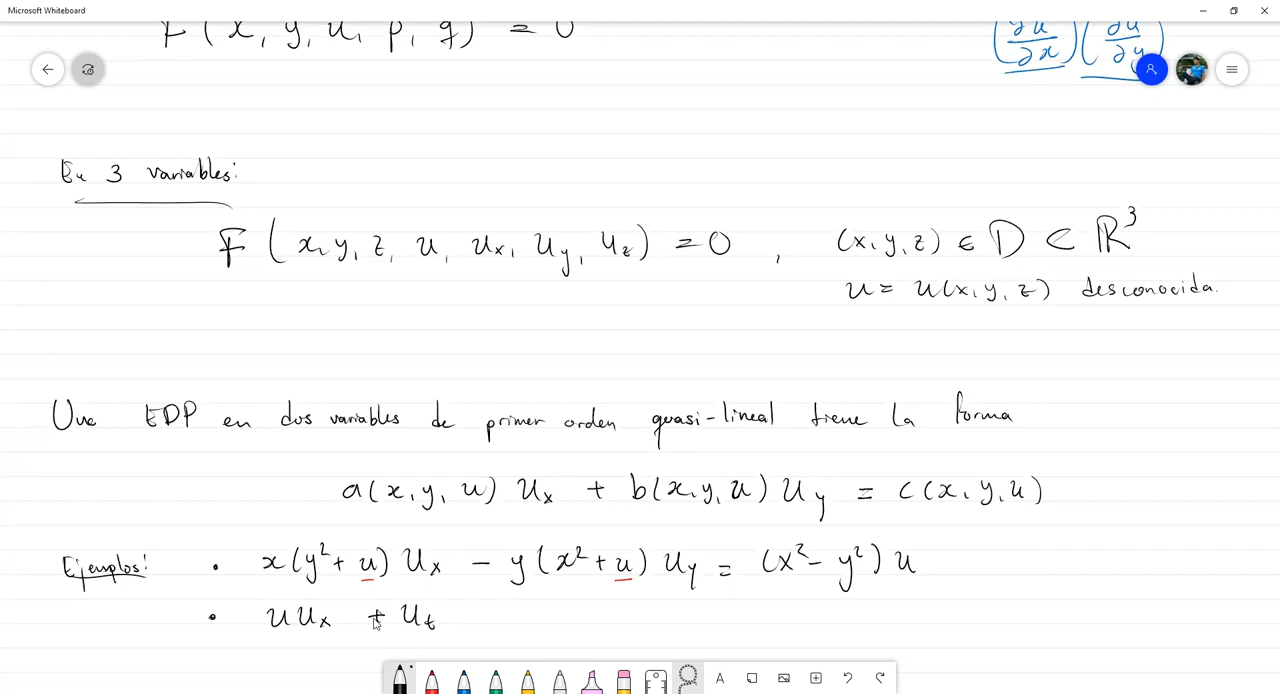 Microsoft Whiteboard
F(x, y, u, p, q) = 0
(∂u/∂x) (∂u/∂y)
En 3 variables:
F(x, y, z, u, ux, uy, uz) = 0 , (x, y, z) ∈ D ⊂ ℝ³
u = u(x, y, z) desconocida.
Una EDP en dos variables de primer orden quasi-lineal tiene la forma
a(x, y, u) ux + b(x, y, u) uy = c(x, y, u)
Ejemplos: • x(y² + u) ux − y(x² + u) uy = (x² − y²) u
• u ux + ut
A